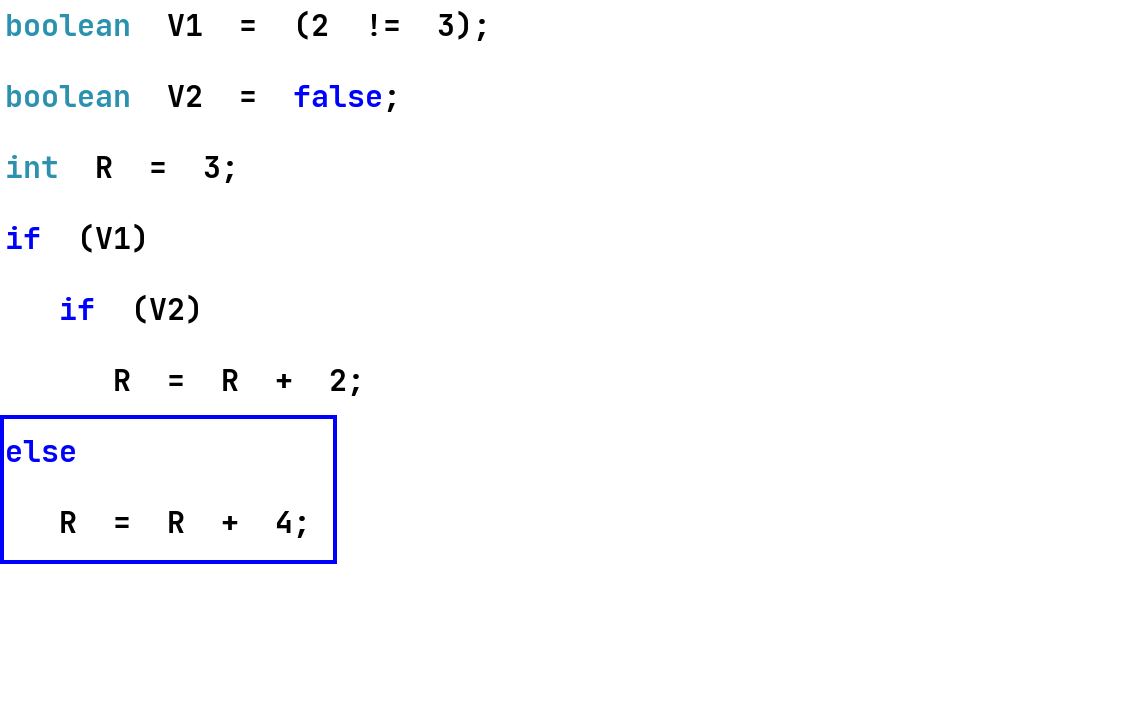 boolean V1 = (2 != 3);
boolean V2 = false;
int R = 3;
if (V1)
if (V2)
R = R + 2;
else
R = R + 4;